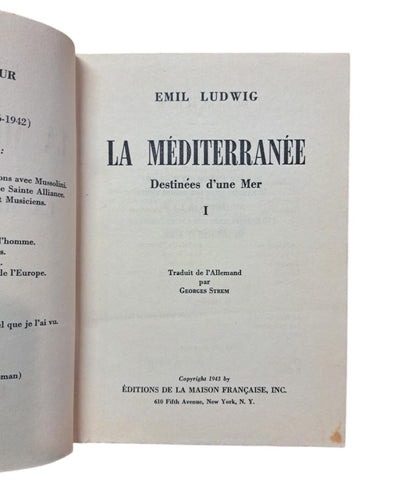 UR
-1942)
:
ons avec Mussolini.
e Sainte Alliance.
t Musiciens.
l'homme.
s.
.
de l'Europe.
el que je l'ai vu.
man)
EMIL LUDWIG
LA MÉDITERRANÉE
Destinées d'une Mer
I
Traduit de l'Allemand
par
GEORGES STREM
Copyright 1943 by
ÉDITIONS DE LA MAISON FRANÇAISE, INC.
610 Fifth Avenue, New York, N. Y.